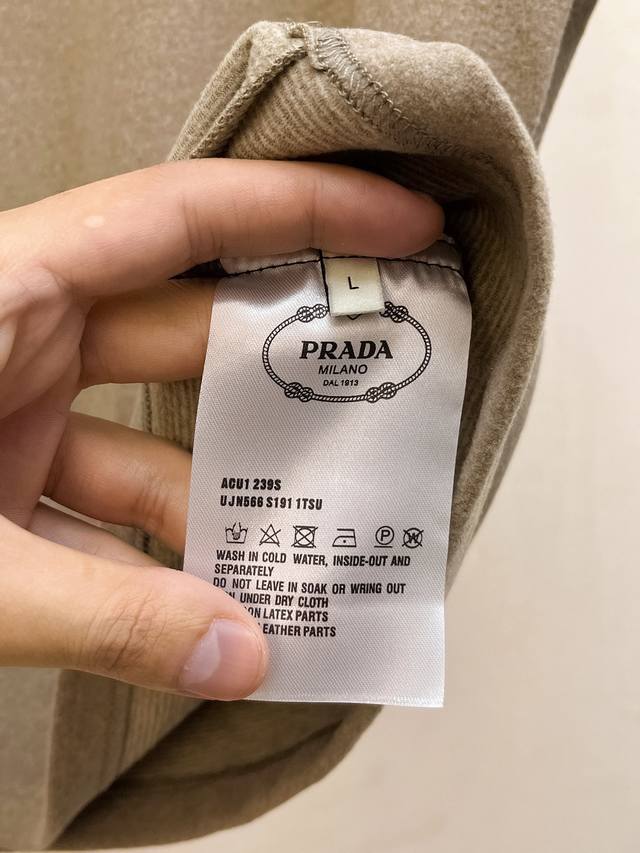 L
PRADA
MILANO
DAL 1913
ACU1 239S
UJN566 S191 1TSU
P
W
WASH IN COLD WATER, INSIDE-OUT AND
SEPARATELY
DO NOT LEAVE IN SOAK OR WRING OUT
UNDER DRY CLOTH
LATEX PARTS
PARTS